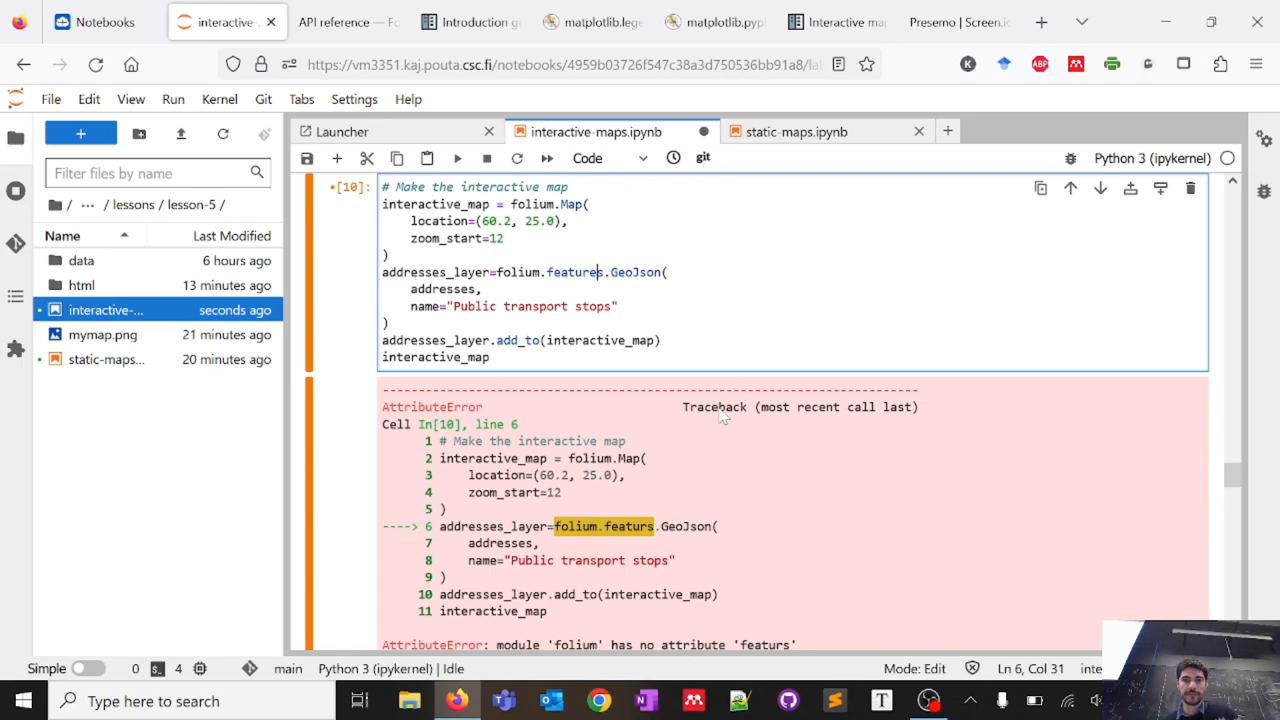 Notebooks
interactive-
API reference — Fo
Introduction g
matplotlib.lege
matplotlib.pypl
Interactive ma
Presemo | Screen.i
https://vm3351.kaj.pouta.csc.fi/notebooks/4959b03726f547c38a3d750536bb91a8/la
File Edit View Run Kernel Git Tabs Settings Help
Launcher
interactive-maps.ipynb
static-maps.ipynb
Code
git
Python 3 (ipykernel)
Filter files by name
/ ... / lessons / lesson-5 /
Name Last Modified
data 6 hours ago
html 13 minutes ago
interactive-... seconds ago
mymap.png 21 minutes ago
static-maps... 20 minutes ago
[10]:
# Make the interactive map
interactive_map = folium.Map(
location=(60.2, 25.0),
zoom_start=12
)
addresses_layer=folium.features.GeoJson(
addresses,
name="Public transport stops"
)
addresses_layer.add_to(interactive_map)
interactive_map
---------------------------------------------------------------------------
AttributeError Traceback (most recent call last)
Cell In[10], line 6
1 # Make the interactive map
2 interactive_map = folium.Map(
3 location=(60.2, 25.0),
4 zoom_start=12
5 )
----> 6 addresses_layer=folium.featurs.GeoJson(
7 addresses,
8 name="Public transport stops"
9 )
10 addresses_layer.add_to(interactive_map)
11 interactive_map
AttributeError: module 'folium' has no attribute 'featurs'
Simple 0 4 main Python 3 (ipykernel) | Idle Mode: Edit Ln 6, Col 31 inte
Type here to search